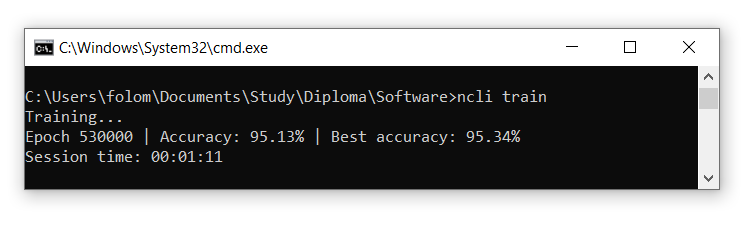 C:\Windows\System32\cmd.exe
C:\Users\folom\Documents\Study\Diploma\Software>ncli train
Training...
Epoch 530000 | Accuracy: 95.13% | Best accuracy: 95.34%
Session time: 00:01:11